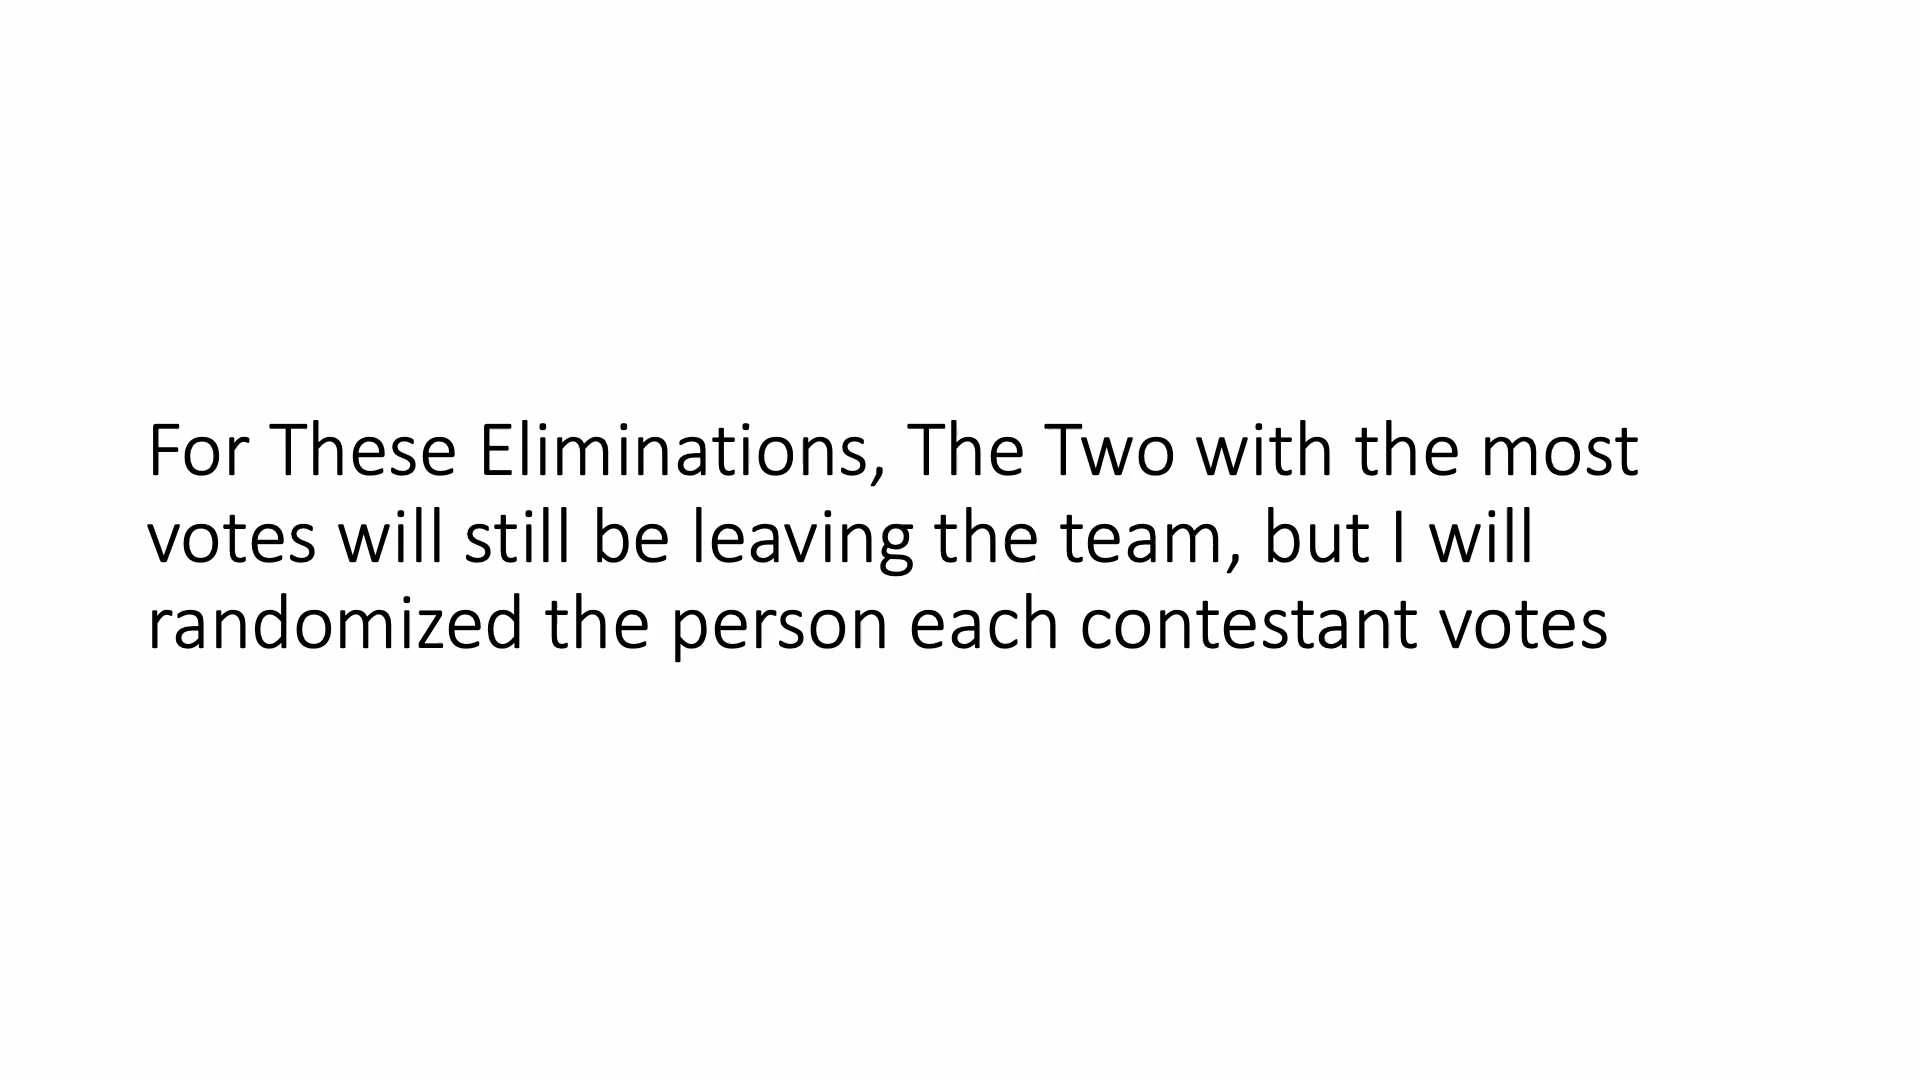 For These Eliminations, The Two with the most
votes will still be leaving the team, but I will
randomized the person each contestant votes